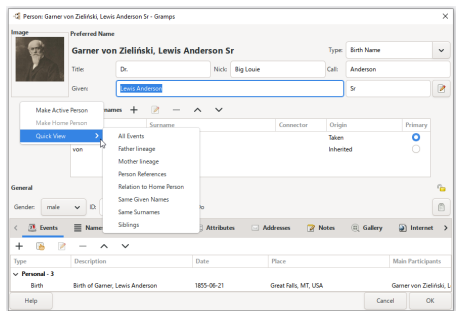 Person: Garner von Zieliński, Lewis Anderson Sr - Gramps
Image
Preferred Name
Garner von Zieliński, Lewis Anderson Sr
Type: Birth Name
Title: Dr. Nick: Big Louie Call: Anderson
Given: Lewis Anderson Sr
Make Active Person
Make Home Person
Quick View
names
Surname Connector Origin Primary
Taken
von Inherited
All Events
Father lineage
Mother lineage
Person References
Relation to Home Person
Same Given Names
Same Surnames
Siblings
General
Gender: male ID:
Events Names Attributes Addresses Notes Gallery Internet
Type Description Date Place Main Participants
Personal - 3
Birth Birth of Garner, Lewis Anderson 1855-06-21 Great Falls, MT, USA Garner von Zieliński, L
Help Cancel OK